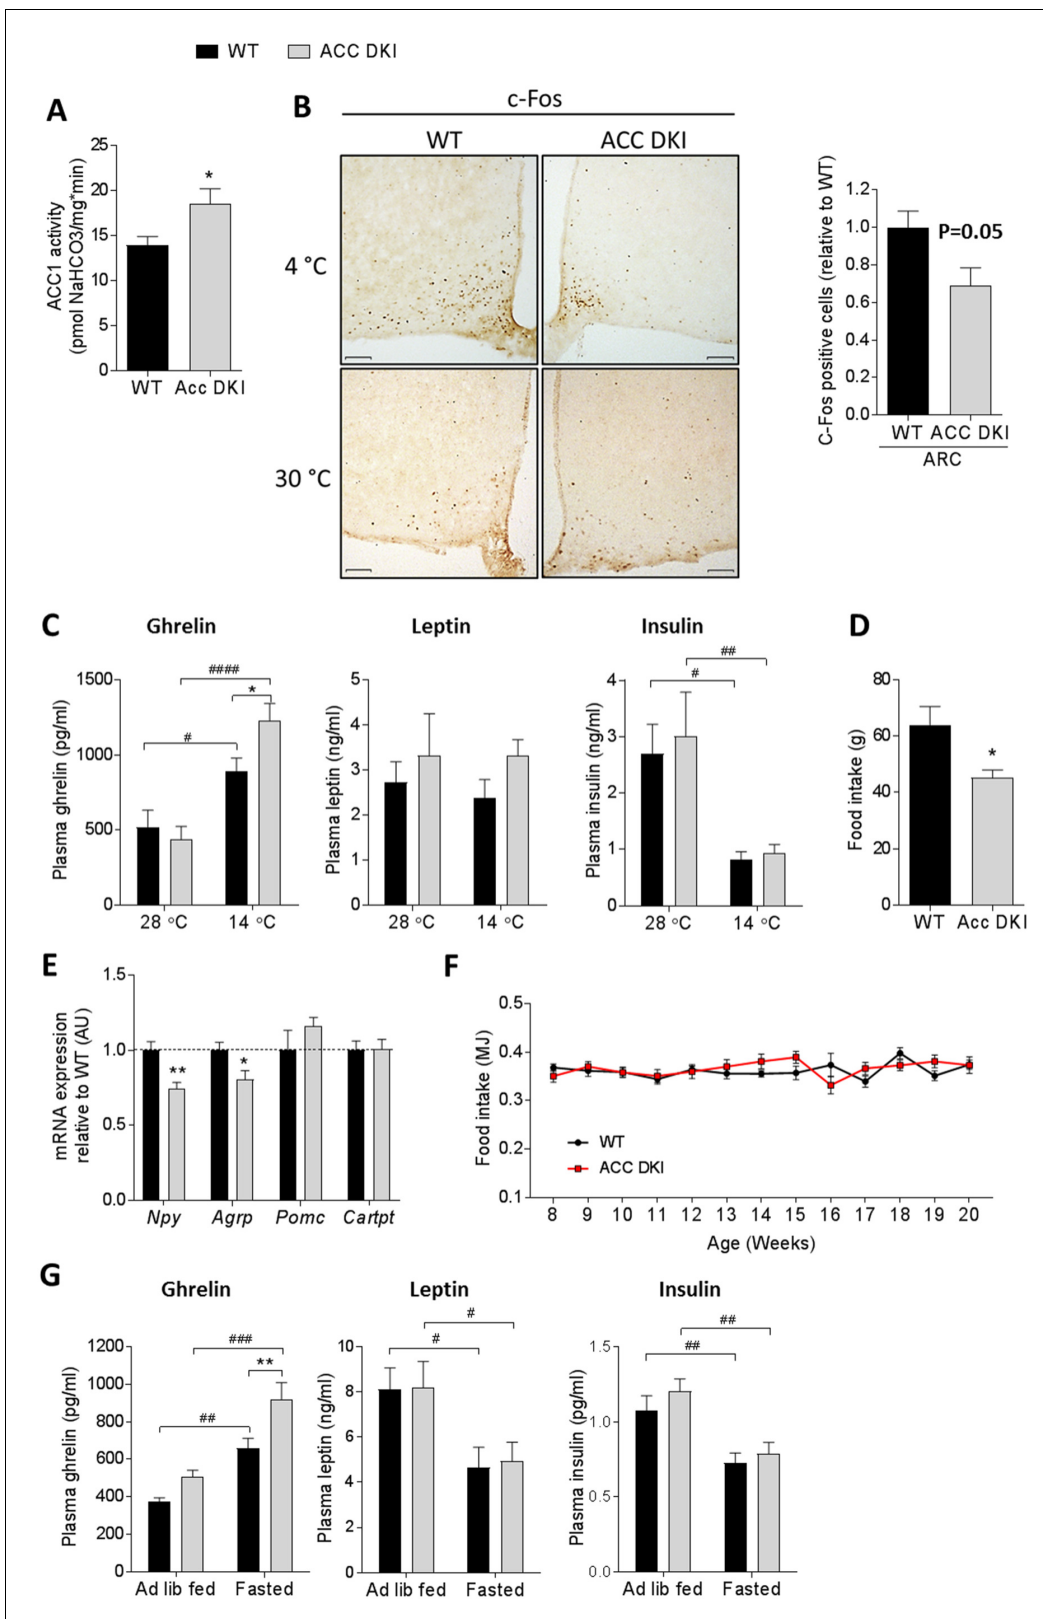 WT ACC DKI
A
25
20
15
10
5
0
ACC1 activity
(pmol NaHCO3/mg*min)
*
WT Acc DKI
B
c-Fos
WT ACC DKI
4 °C
30 °C
C-Fos positive cells (relative to WT)
1.2
1.0
0.8
0.6
0.4
0.2
0.0
P=0.05
WT ACC DKI
ARC
C
Ghrelin
Plasma ghrelin (pg/ml)
1500
1000
500
0
####
*
#
28 °C 14 °C
Leptin
Plasma leptin (ng/ml)
5
4
3
2
1
0
28 °C 14 °C
Insulin
Plasma insulin (ng/ml)
4
3
2
1
0
##
#
28 °C 14 °C
D
Food intake (g)
80
60
40
20
0
*
WT Acc DKI
E
mRNA expression
relative to WT (AU)
1.5
1.0
0.5
0.0
** *
Npy Agrp Pomc Cartpt
F
Food intake (MJ)
0.5
0.4
0.3
0.2
0.1
WT
ACC DKI
8 9 10 11 12 13 14 15 16 17 18 19 20
Age (Weeks)
G
Ghrelin
Plasma ghrelin (pg/ml)
1200
1000
800
600
400
200
0
###
**
##
Ad lib fed Fasted
Leptin
Plasma leptin (ng/ml)
10
8
6
4
2
0
#
#
Ad lib fed Fasted
Insulin
Plasma insulin (pg/ml)
1.5
1.0
0.5
0.0
##
##
Ad lib fed Fasted